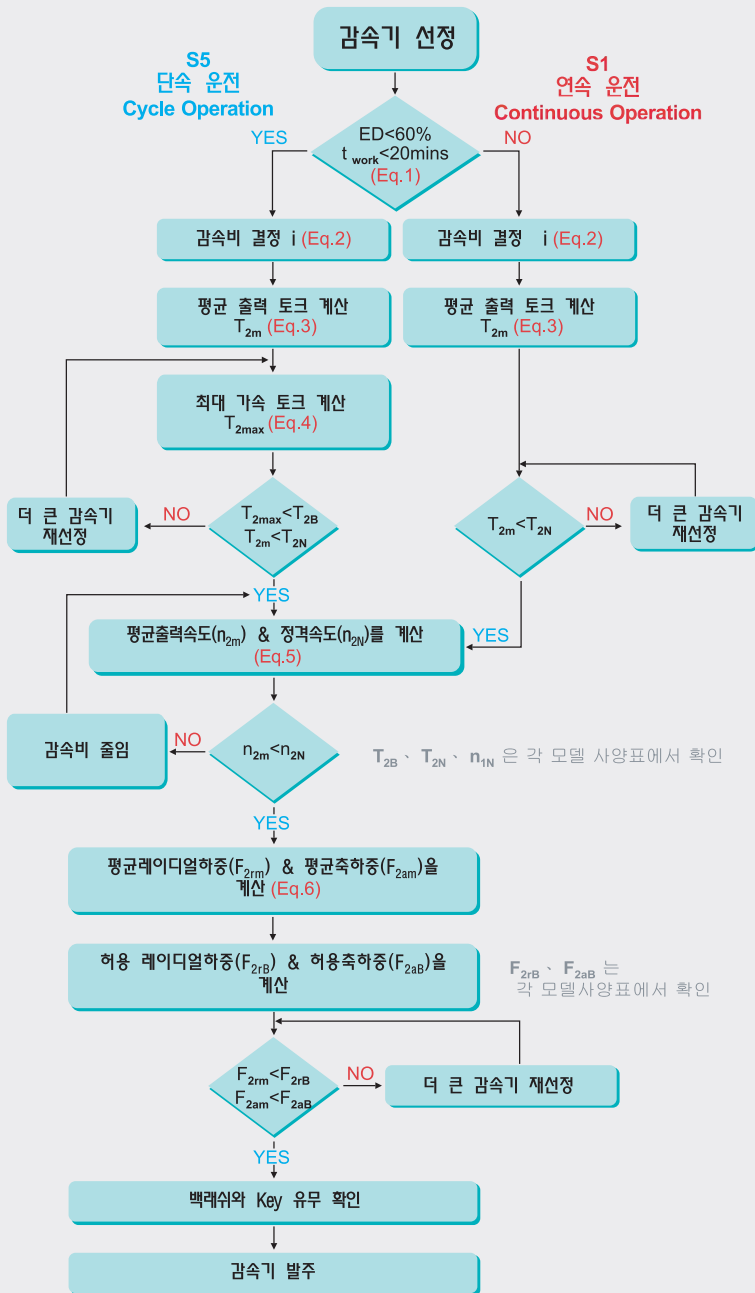 감속기 선정
S5
단속 운전
Cycle Operation
S1
연속 운전
Continuous Operation
YES
ED<60%
t work<20mins
(Eq.1)
NO
감속비 결정 i (Eq.2)
감속비 결정 i (Eq.2)
평균 출력 토크 계산
T2m (Eq.3)
평균 출력 토크 계산
T2m (Eq.3)
최대 가속 토크 계산
T2max (Eq.4)
더 큰 감속기
재선정
NO
T2max<T2B
T2m<T2N
T2m<T2N
NO
더 큰 감속기
재선정
YES
평균출력속도(n2m) & 정격속도(n2N)를 계산
(Eq.5)
YES
감속비 줄임
NO
n2m<n2N
T2B 、 T2N 、 n1N 은 각 모델 사양표에서 확인
YES
평균레이디얼하중(F2rm) & 평균축하중(F2am)을
계산 (Eq.6)
허용 레이디얼하중(F2rB) & 허용축하중(F2aB)을
계산
F2rB 、 F2aB 는
각 모델사양표에서 확인
F2rm<F2rB
F2am<F2aB
NO
더 큰 감속기 재선정
YES
백래쉬와 Key 유무 확인
감속기 발주